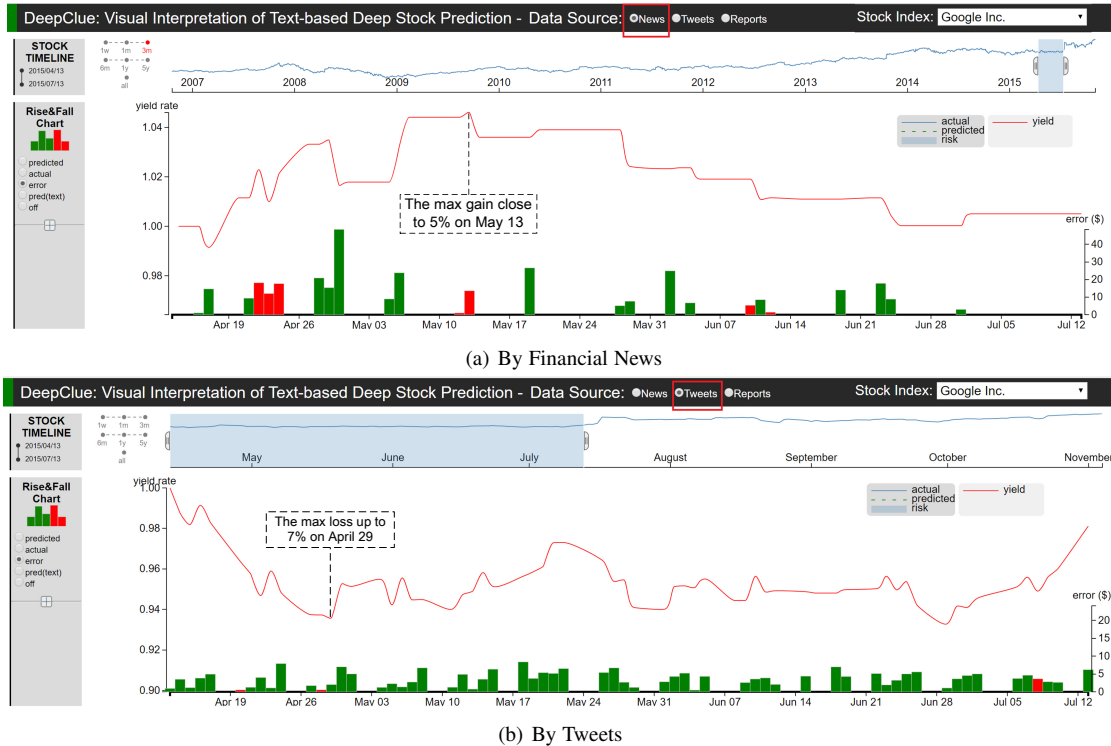 DeepClue: Visual Interpretation of Text-based Deep Stock Prediction - Data Source: News Tweets Reports Stock Index: Google Inc.
STOCK
TIMELINE
2015/04/13
2015/07/13
1w 1m 3m
6m 1y 5y
all
2007 2008 2009 2010 2011 2012 2013 2014 2015
Rise&Fall
Chart
predicted
actual
error
pred(text)
off
yield rate
1.04
1.02
1.00
0.98
actual
predicted
risk
yield
The max gain close
to 5% on May 13
error ($)
40
30
20
10
0
Apr 19 Apr 26 May 03 May 10 May 17 May 24 May 31 Jun 07 Jun 14 Jun 21 Jun 28 Jul 05 Jul 12
(a) By Financial News
DeepClue: Visual Interpretation of Text-based Deep Stock Prediction - Data Source: News Tweets Reports Stock Index: Google Inc.
STOCK
TIMELINE
2015/04/13
2015/07/13
1w 1m 3m
6m 1y 5y
all
May June July August September October November
Rise&Fall
Chart
predicted
actual
error
pred(text)
off
yield rate
1.00
0.98
0.96
0.94
0.92
0.90
actual
predicted
risk
yield
The max loss up to
7% on April 29
error ($)
20
15
10
5
0
Apr 19 Apr 26 May 03 May 10 May 17 May 24 May 31 Jun 07 Jun 14 Jun 21 Jun 28 Jul 05 Jul 12
(b) By Tweets